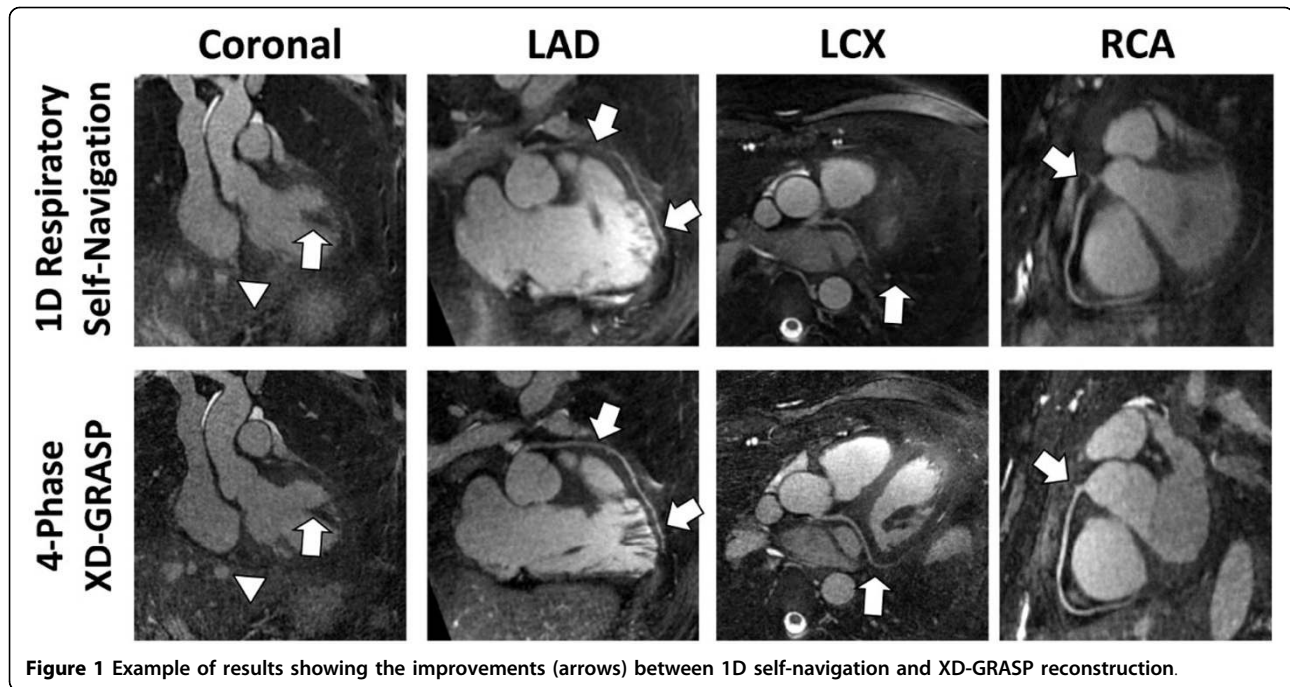 Coronal LAD LCX RCA
1D Respiratory
Self-Navigation
4-Phase
XD-GRASP
Figure 1 Example of results showing the improvements (arrows) between 1D self-navigation and XD-GRASP reconstruction.